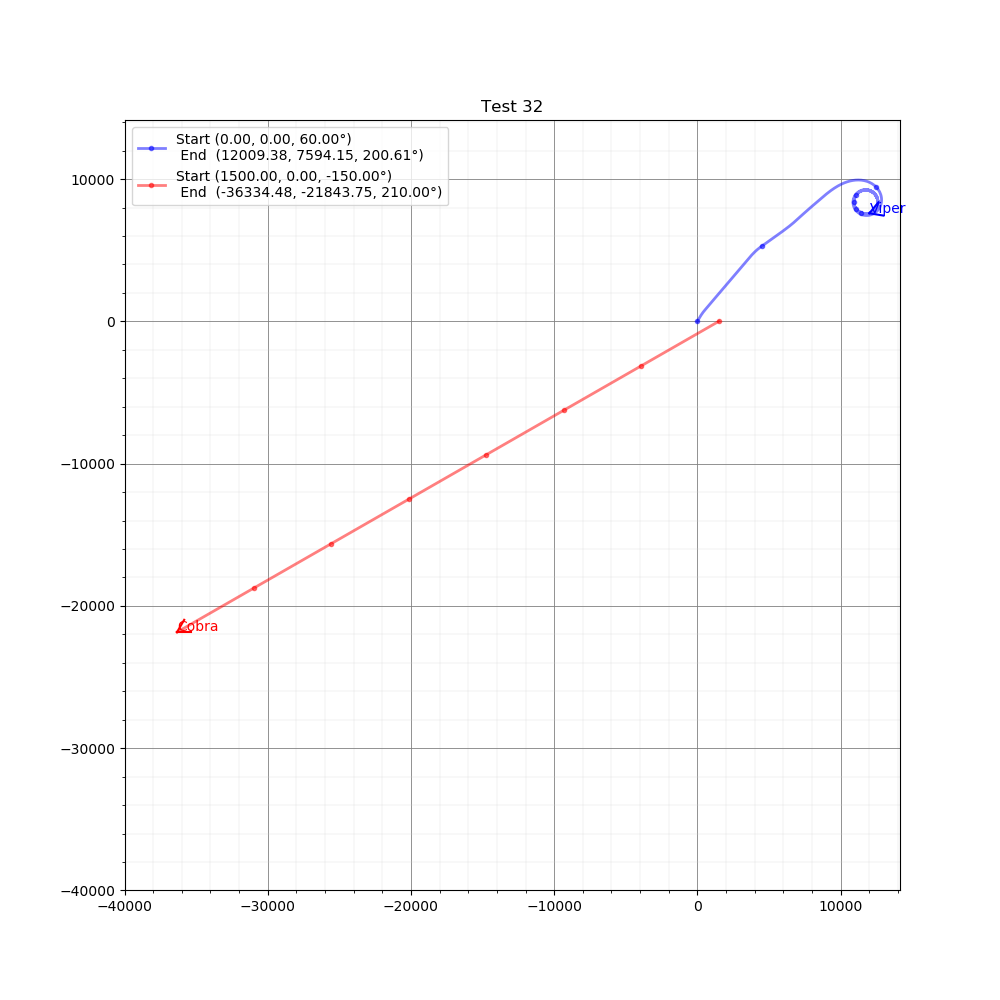 Test 32
Start (0.00, 0.00, 60.00°)
End (12009.38, 7594.15, 200.61°)
Start (1500.00, 0.00, -150.00°)
End (-36334.48, -21843.75, 210.00°)
10000
0
−10000
−20000
−30000
−40000
Viper
Cobra
−40000 −30000 −20000 −10000 0 10000